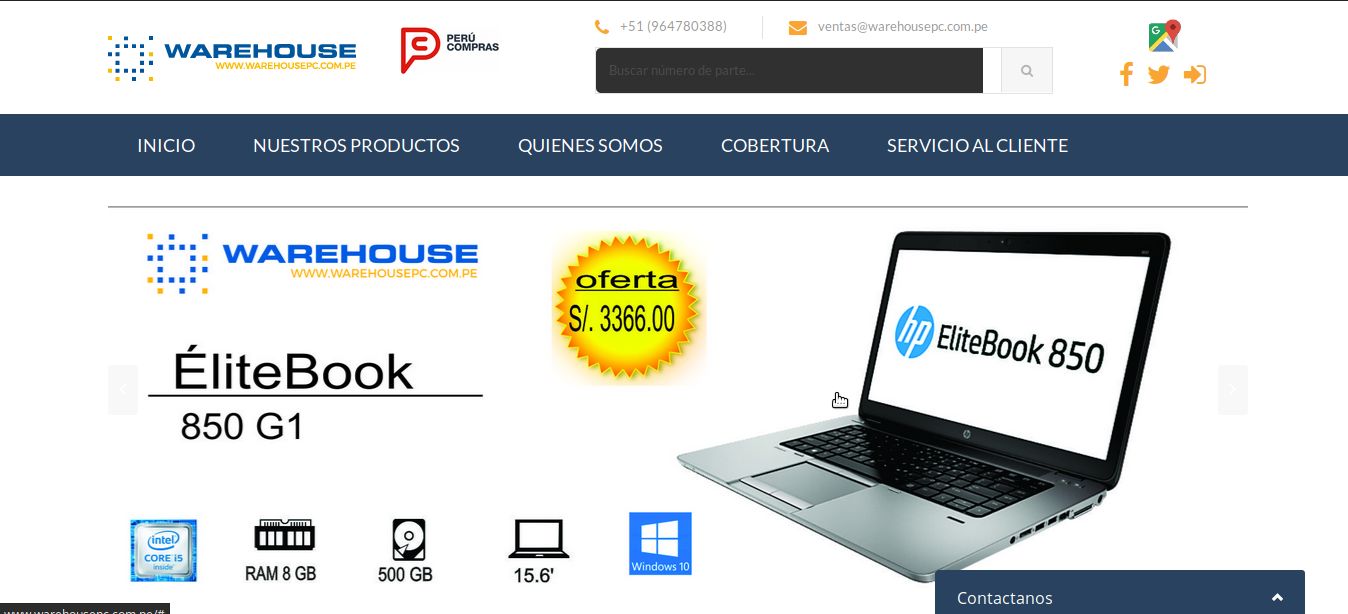 WAREHOUSE
WWW.WAREHOUSEPC.COM.PE
PERÚ
COMPRAS
+51 (964780388)
ventas@warehousepc.com.pe
Buscar número de parte...
INICIO
NUESTROS PRODUCTOS
QUIENES SOMOS
COBERTURA
SERVICIO AL CLIENTE
WAREHOUSE
WWW.WAREHOUSEPC.COM.PE
oferta
S/. 3366.00
ÉliteBook
850 G1
hp EliteBook 850
intel
CORE i5
inside
RAM 8 GB
500 GB
15.6'
Windows 10
Contactanos
www.warehousepc.com.pe/#